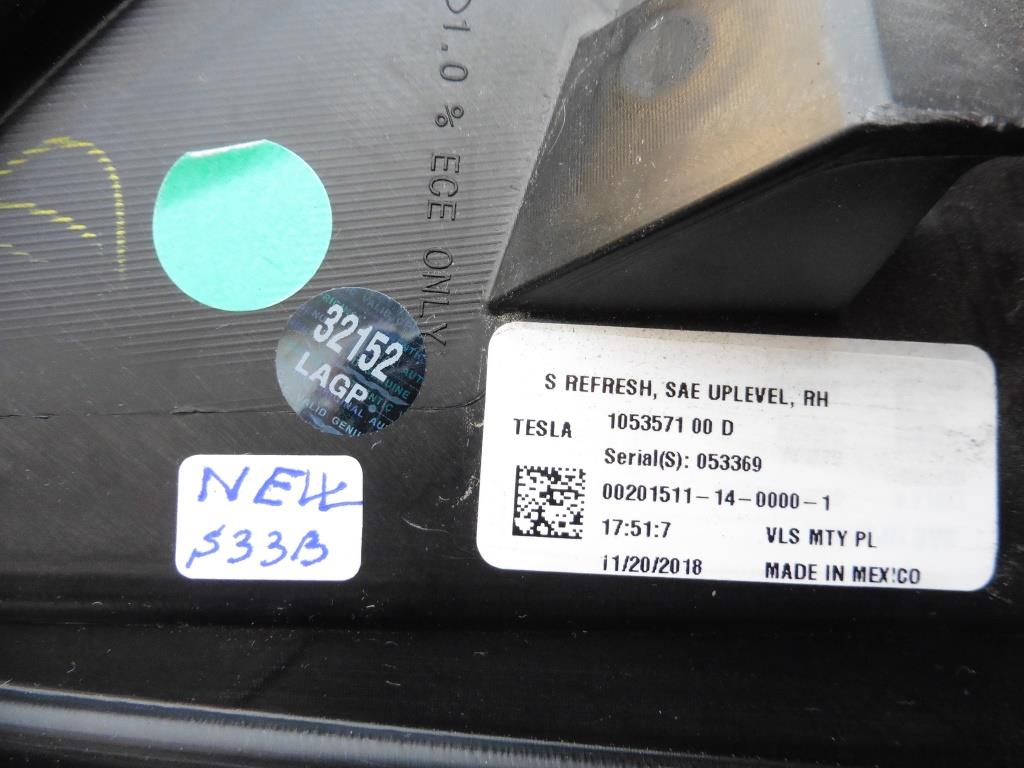 1.0 % ECE ONLY
32152
LAGP
NEW
S33B
S REFRESH, SAE UPLEVEL, RH
TESLA
1053571 00 D
Serial(S): 053369
00201511-14-0000-1
17:51:7
VLS MTY PL
11/20/2018
MADE IN MEXICO